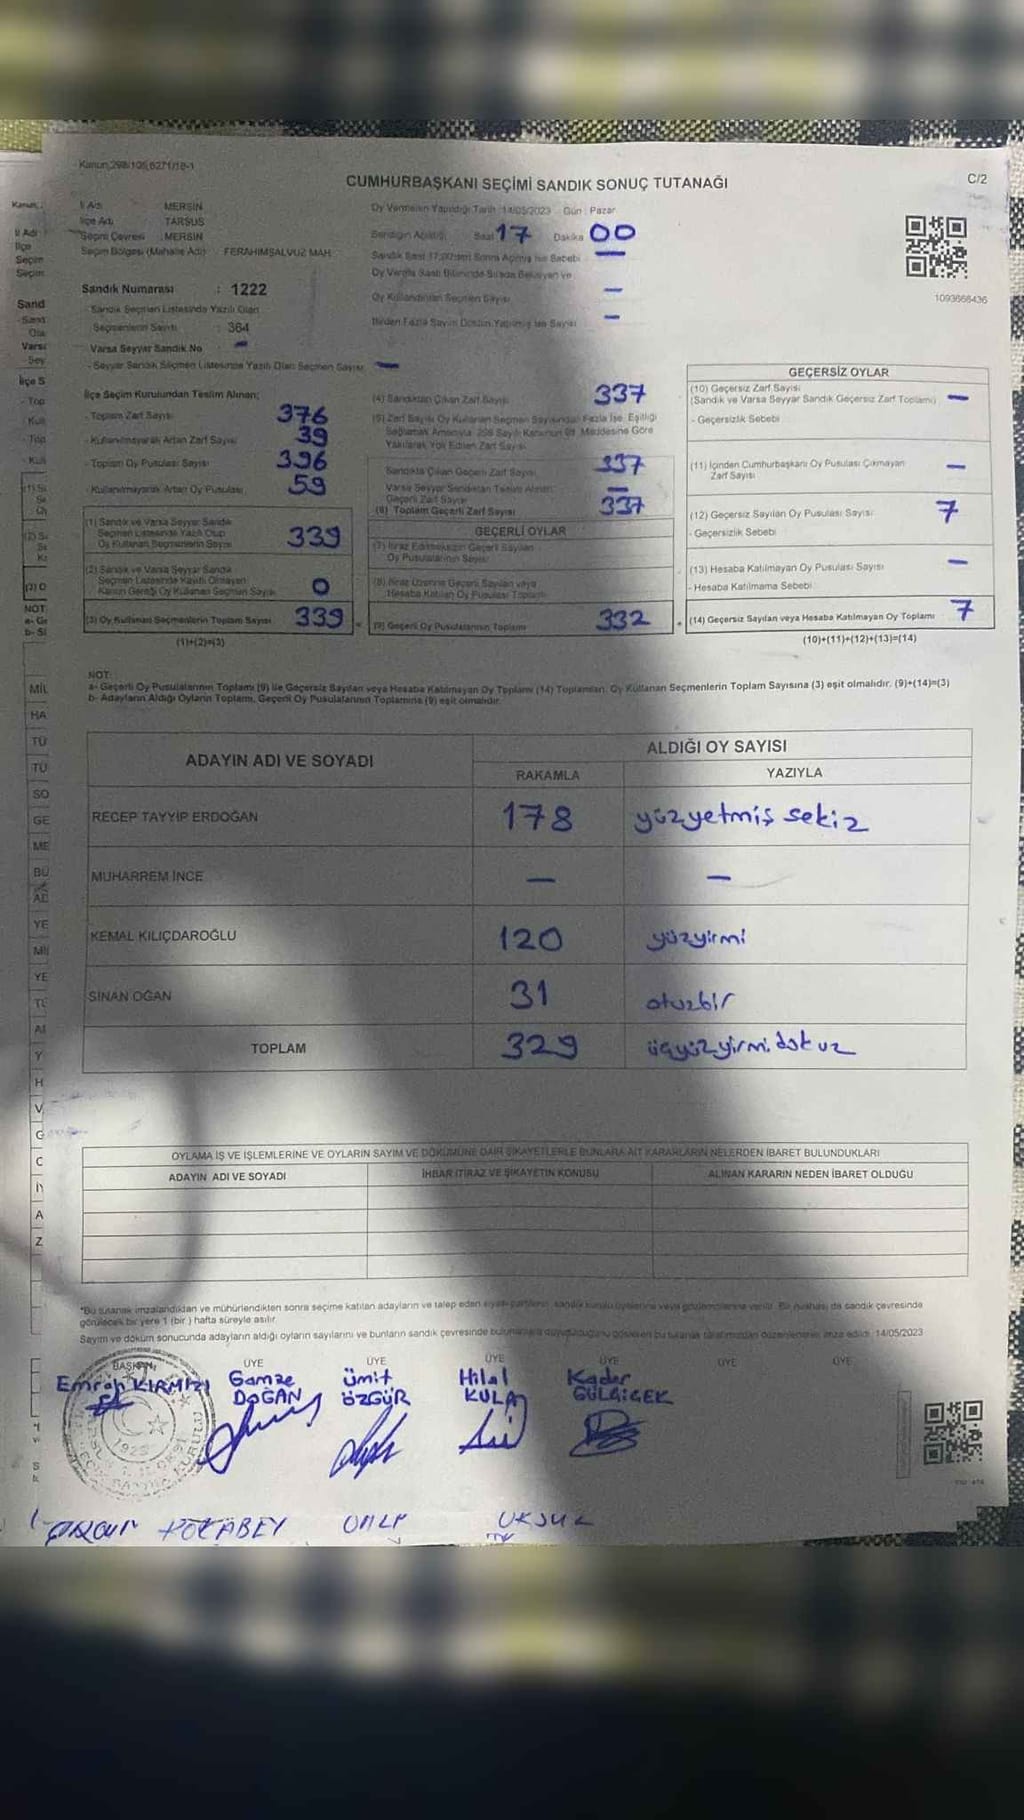 Kanun;298/105,6271/18-1
CUMHURBAŞKANI SEÇİMİ SANDIK SONUÇ TUTANAĞI
C/2
İl Adı : MERSİN
İlçe Adı : TARSUS
Seçim Çevresi : MERSİN
Seçim Bölgesi (Mahalle Adı) : FERAHİMŞALVUZ MAH.
Oy Vermenin Yapıldığı Tarih :14/05/2023 Gün : Pazar
Sandığın Açıldığı : Saat 17 Dakika 00
Sandık Saat 17:00'den Sonra Açılmış İse Sebebi —
Oy Verme Saati Bitiminde Sırada Bekleyen ve
Oy Kullandırılan Seçmen Sayısı —
Birden Fazla Sayım Döküm Yapılmış İse Sayısı —
1093668436
Sandık Numarası : 1222
- Sandık Seçmen Listesinde Yazılı Olan
Seçmenlerin Sayısı : 364
Varsa Seyyar Sandık No —
- Seyyar Sandık Seçmen Listesinde Yazılı Olan Seçmen Sayısı —
İlçe Seçim Kurulundan Teslim Alınan;
- Toplam Zarf Sayısı 376
- Kullanılmayarak Artan Zarf Sayısı 39
- Toplam Oy Pusulası Sayısı 396
- Kullanılmayarak Artan Oy Pusulası 59
(1) Sandık ve Varsa Seyyar Sandık
Seçmen Listesinde Yazılı Olup
Oy Kullanan Seçmenlerin Sayısı 339
(2) Sandık ve Varsa Seyyar Sandık
Seçmen Listesinde Kayıtlı Olmayan
Kanun Gereği Oy Kullanan Seçmen Sayısı 0
(3) Oy Kullanan Seçmenlerin Toplam Sayısı 339
(1)+(2)=(3)
(4) Sandıktan Çıkan Zarf Sayısı 337
(5) Zarf Sayısı Oy Kullanan Seçmen Sayısından Fazla İse, Eşitliği
Sağlamak Amacıyla 298 Sayılı Kanunun 98. Maddesine Göre
Yakılarak Yok Edilen Zarf Sayısı
Sandıkta Çıkan Geçerli Zarf Sayısı 337
Varsa Seyyar Sandıktan Teslim Alınan
Geçerli Zarf Sayısı —
(6) Toplam Geçerli Zarf Sayısı 337
GEÇERLİ OYLAR
(7) İtiraz Edilmeksizin Geçerli Sayılan
Oy Pusulalarının Sayısı
(8) İtiraz Üzerine Geçerli Sayılan veya
Hesaba Katılan Oy Pusulası Toplamı
(9) Geçerli Oy Pusulalarının Toplamı 332
GEÇERSİZ OYLAR
(10) Geçersiz Zarf Sayısı
(Sandık ve Varsa Seyyar Sandık Geçersiz Zarf Toplamı) —
- Geçersizlik Sebebi
(11) İçinden Cumhurbaşkanı Oy Pusulası Çıkmayan
Zarf Sayısı —
(12) Geçersiz Sayılan Oy Pusulası Sayısı 7
- Geçersizlik Sebebi
(13) Hesaba Katılmayan Oy Pusulası Sayısı —
- Hesaba Katılmama Sebebi
(14) Geçersiz Sayılan veya Hesaba Katılmayan Oy Toplamı 7
(10)+(11)+(12)+(13)=(14)
NOT:
a- Geçerli Oy Pusulalarının Toplamı (9) ile Geçersiz Sayılan veya Hesaba Katılmayan Oy Toplamı (14) Toplamları, Oy Kullanan Seçmenlerin Toplam Sayısına (3) eşit olmalıdır. (9)+(14)=(3)
b- Adayların Aldığı Oyların Toplamı, Geçerli Oy Pusulalarının Toplamına (9) eşit olmalıdır.
ADAYIN ADI VE SOYADI
ALDIĞI OY SAYISI
RAKAMLA YAZIYLA
RECEP TAYYİP ERDOĞAN 178 yüzyetmiş sekiz
MUHARREM İNCE — —
KEMAL KILIÇDAROĞLU 120 yüzyirmi
SİNAN OĞAN 31 otuzbir
TOPLAM 329 üçyüzyirmidokuz
OYLAMA İŞ VE İŞLEMLERİNE VE OYLARIN SAYIM VE DÖKÜMÜNE DAİR ŞİKAYETLERLE BUNLARA AİT KARARLARIN NELERDEN İBARET BULUNDUKLARI
ADAYIN ADI VE SOYADI İHBAR İTİRAZ VE ŞİKAYETİN KONUSU ALINAN KARARIN NEDEN İBARET OLDUĞU
*Bu tutanak imzalandıktan ve mühürlendikten sonra seçime katılan adayların ve talep eden siyasi partilerin, sandık kurulu üyelerine veya gözlemcilerine verilir. Bir nüshası da sandık çevresinde
görülecek bir yere 1 (bir) hafta süreyle asılır.
Sayım ve döküm sonucunda adayların aldığı oyların sayılarını ve bunların sandık çevresinde bulunanlara duyurulduğunu gösteren bu tutanak tarafımızdan düzenlenerek imza edildi. 14/05/2023
BAŞKAN ÜYE ÜYE ÜYE ÜYE ÜYE ÜYE
Emrah KIRMIZI
Gamze DOĞAN
Ümit ÖZGÜR
Hilal KULA
Kader GÜLÇİÇEK